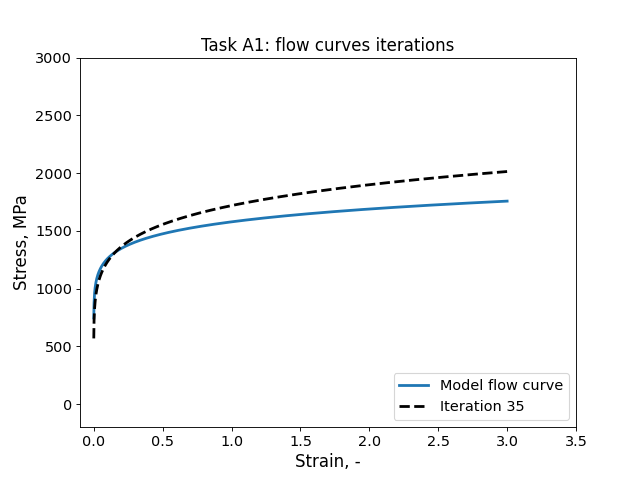 Task A1: flow curves iterations
3000
2500
2000
1500
1000
500
0
Stress, MPa
0.0 0.5 1.0 1.5 2.0 2.5 3.0 3.5
Strain, -
Model flow curve
Iteration 35